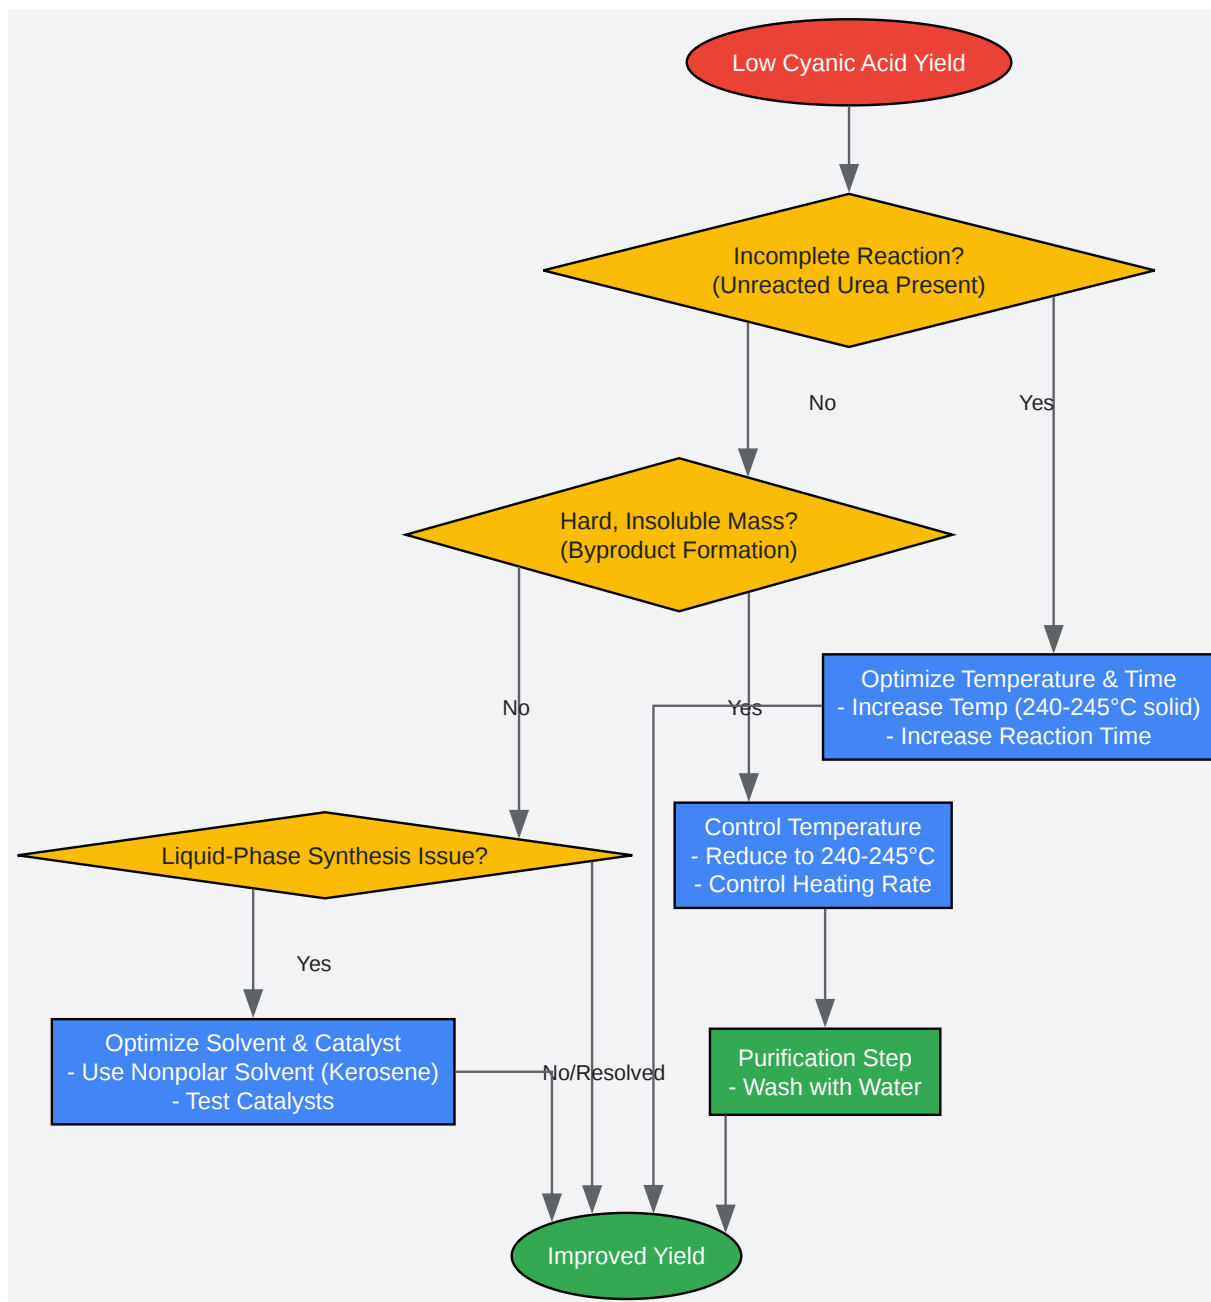 Low Cyanic Acid Yield
Incomplete Reaction?
(Unreacted Urea Present)
No
Yes
Hard, Insoluble Mass?
(Byproduct Formation)
No
Yes
Optimize Temperature & Time
- Increase Temp (240-245°C solid)
- Increase Reaction Time
Control Temperature
- Reduce to 240-245°C
- Control Heating Rate
Liquid-Phase Synthesis Issue?
Yes
Optimize Solvent & Catalyst
- Use Nonpolar Solvent (Kerosene)
- Test Catalysts
No/Resolved
Purification Step
- Wash with Water
Improved Yield